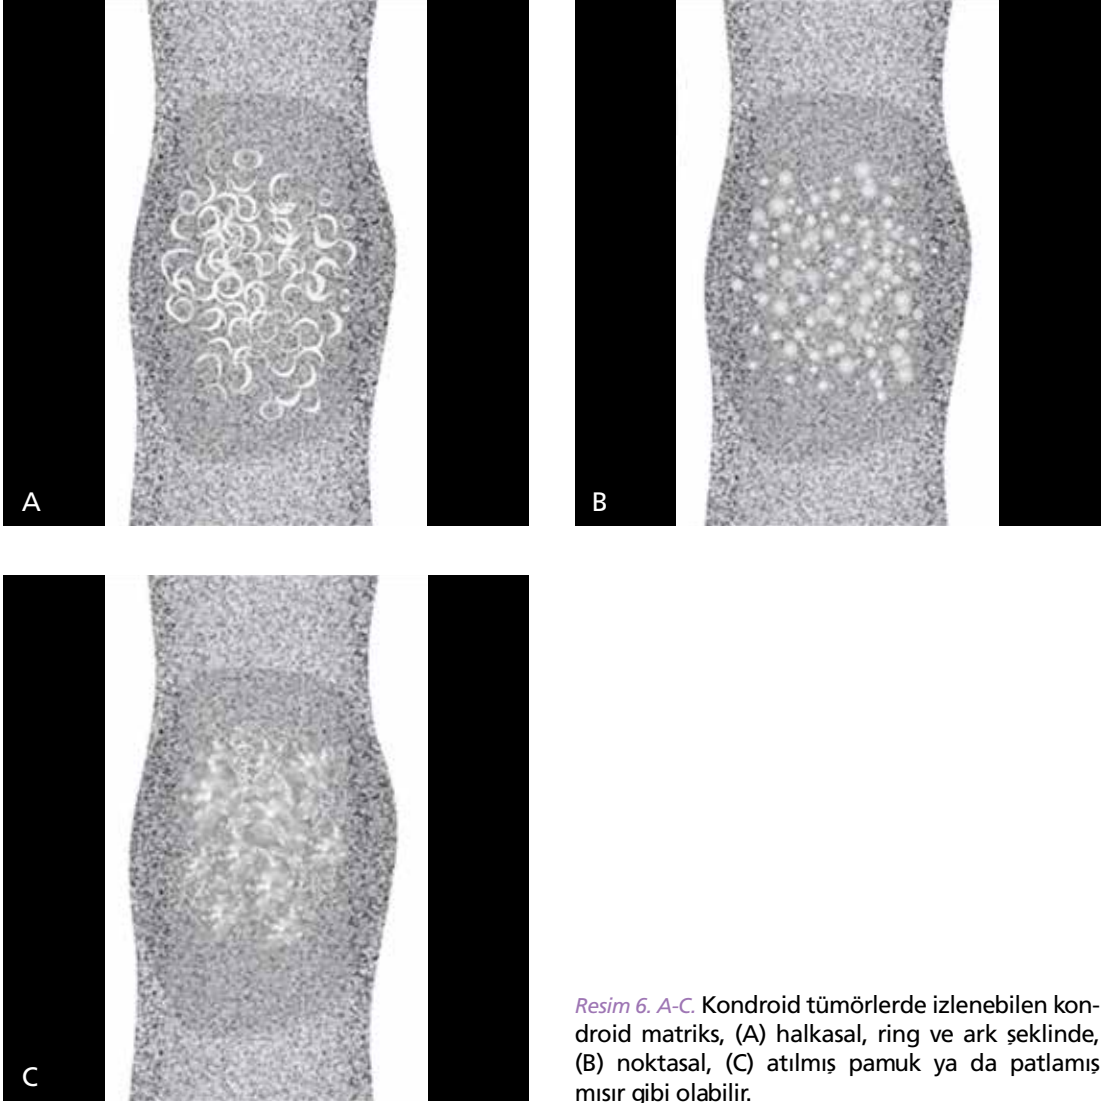 A
B
C
Resim 6. A-C. Kondroid tümörlerde izlenebilen kon-
droid matriks, (A) halkasal, ring ve ark şeklinde,
(B) noktasal, (C) atılmış pamuk ya da patlamış
mısır gibi olabilir.